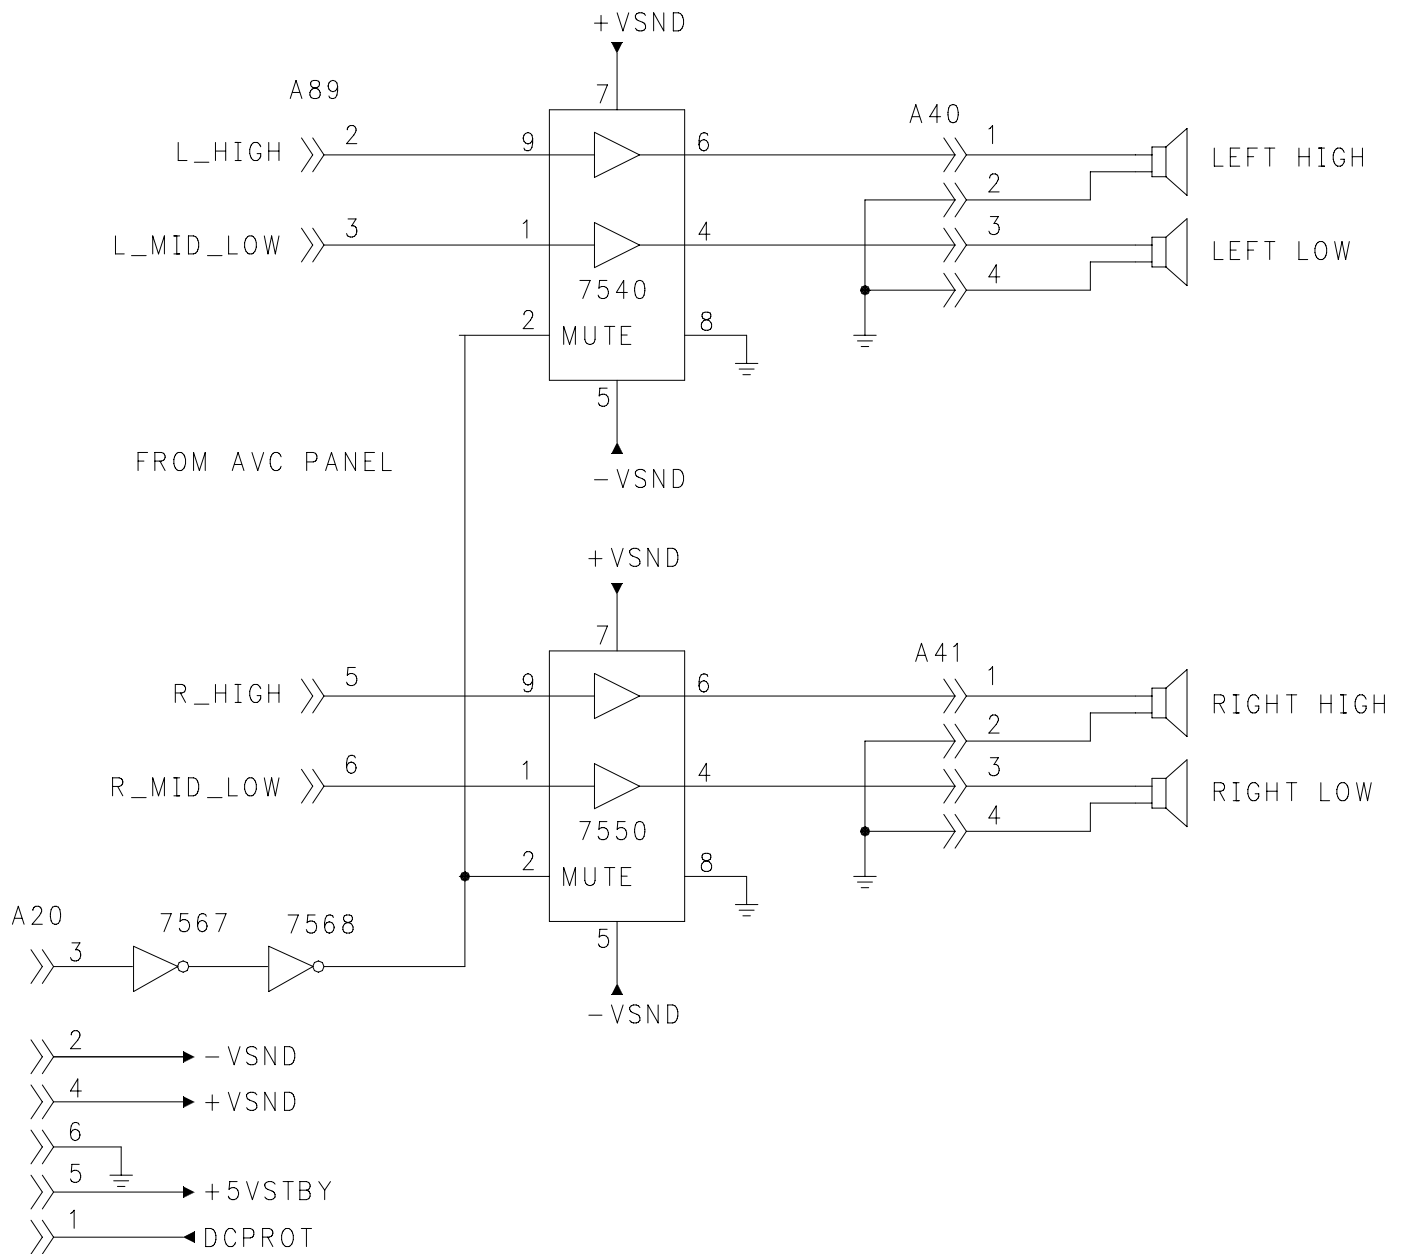 +VSND
A89
7
A40
L_HIGH 2 9 6 1 LEFT HIGH
2
L_MID_LOW 3 1 4 3 LEFT LOW
7540 4
2 MUTE 8
5
FROM AVC PANEL
-VSND
+VSND
7
A41
R_HIGH 5 9 6 1 RIGHT HIGH
2
R_MID_LOW 6 1 4 3 RIGHT LOW
7550 4
2 MUTE 8
A20 7567 7568
3
5
-VSND
2 -VSND
4 +VSND
6
5 +5VSTBY
1 DCPROT